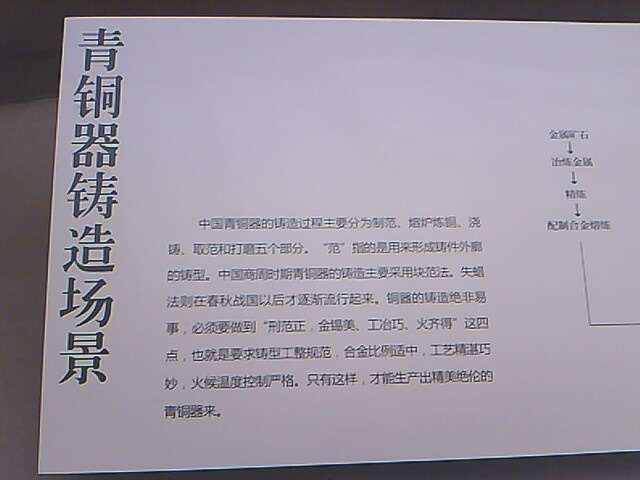 青铜器铸造场景
中国青铜器的铸造过程主要分为制范、熔炉炼铜、浇
铸、取范和打磨五个部分。“范”指的是用来形成铸件外廓
的铸型。中国商周时期青铜器的铸造主要采用块范法。失蜡
法则在春秋战国以后才逐渐流行起来。铜器的铸造绝非易
事，必须要做到“刑范正，金锡美、工冶巧、火齐得”这四
点，也就是要求铸型工整规范，合金比例适中，工艺精湛巧
妙，火候温度控制严格。只有这样，才能生产出精美绝伦的
青铜器来。
金属矿石
冶炼金属
精炼
配制合金熔炼